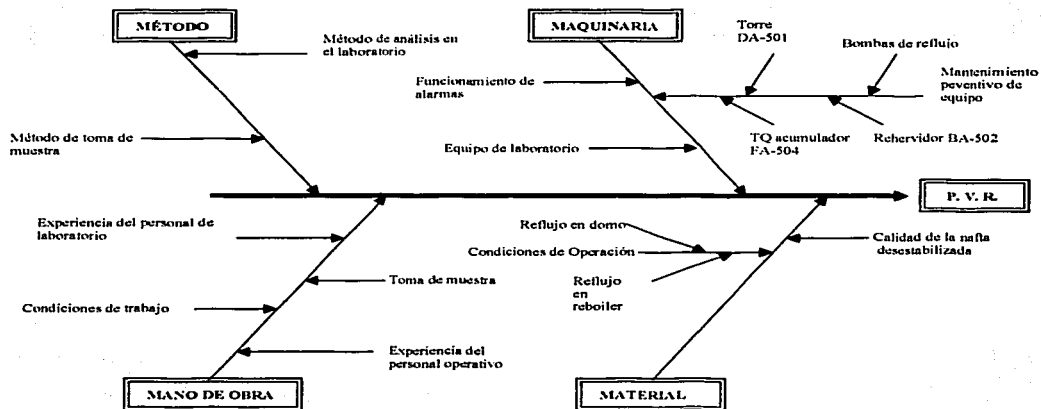 MÉTODO
Método de análisis en
el laboratorio
Método de toma de
muestra
MAQUINARIA
Torre
DA-501
Bombas de reflujo
Funcionamiento de
alarmas
Mantenimiento
peventivo de
equipo
TQ acumulador
FA-504
Rehervidor BA-502
Equipo de laboratorio
P. V. R.
Experiencia del personal de
laboratorio
Toma de muestra
Condiciones de trabajo
Experiencia del
personal operativo
MANO DE OBRA
Reflujo en domo
Condiciones de Operación
Reflujo
en
reboiler
Calidad de la nafta
desestabilizada
MATERIAL